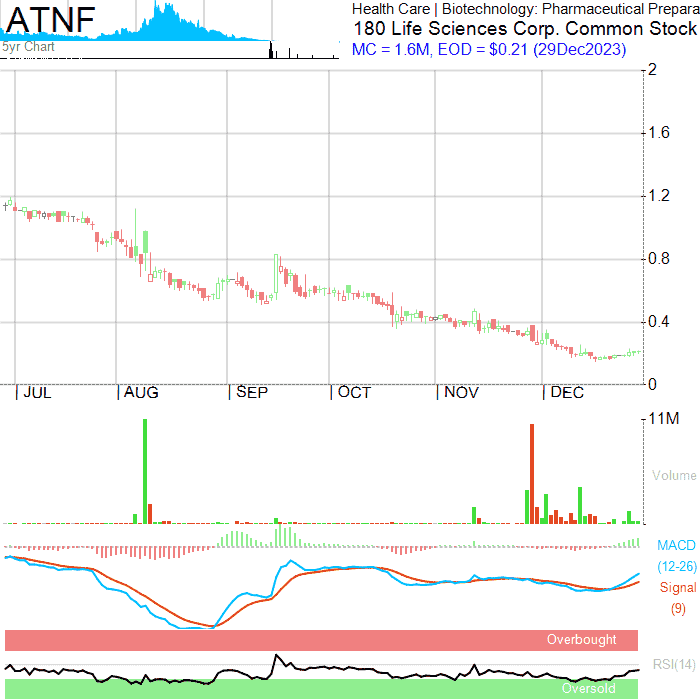 ATNF
5yr Chart
Health Care | Biotechnology: Pharmaceutical Prepara
180 Life Sciences Corp. Common Stock
MC = 1.6M, EOD = $0.21 (29Dec2023)
2
1.6
1.2
0.8
0.4
0
JUL AUG SEP OCT NOV DEC
11M
Volume
MACD
(12-26)
Signal
(9)
Overbought
RSI(14)
Oversold